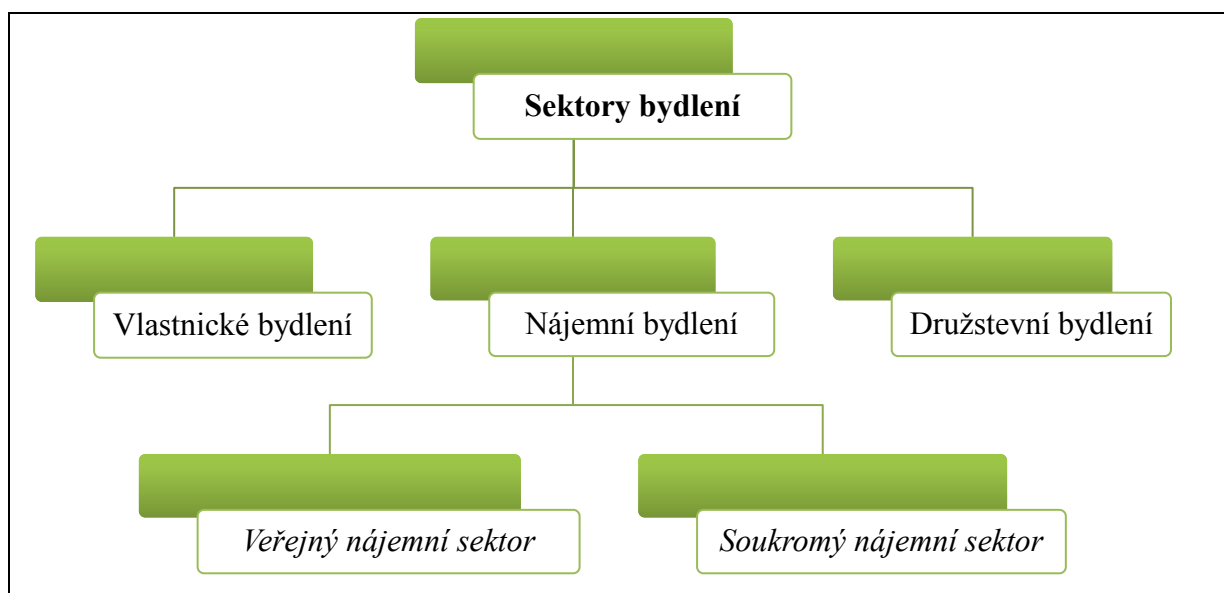 Sektory bydlení
Vlastnické bydlení
Nájemní bydlení
Družstevní bydlení
Veřejný nájemní sektor
Soukromý nájemní sektor